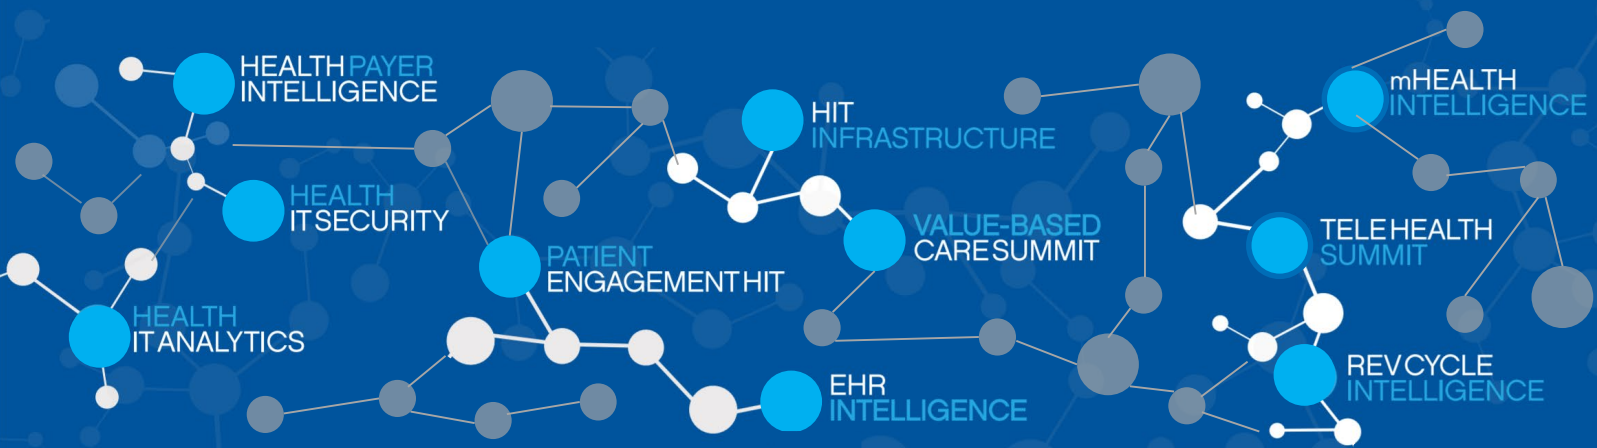 HEALTHPAYER
INTELLIGENCE
HEALTH
ITSECURITY
HEALTH
ITANALYTICS
PATIENT
ENGAGEMENTHIT
HIT
INFRASTRUCTURE
VALUE-BASED
CARESUMMIT
EHR
INTELLIGENCE
mHEALTH
INTELLIGENCE
TELEHEALTH
SUMMIT
REVCYCLE
INTELLIGENCE